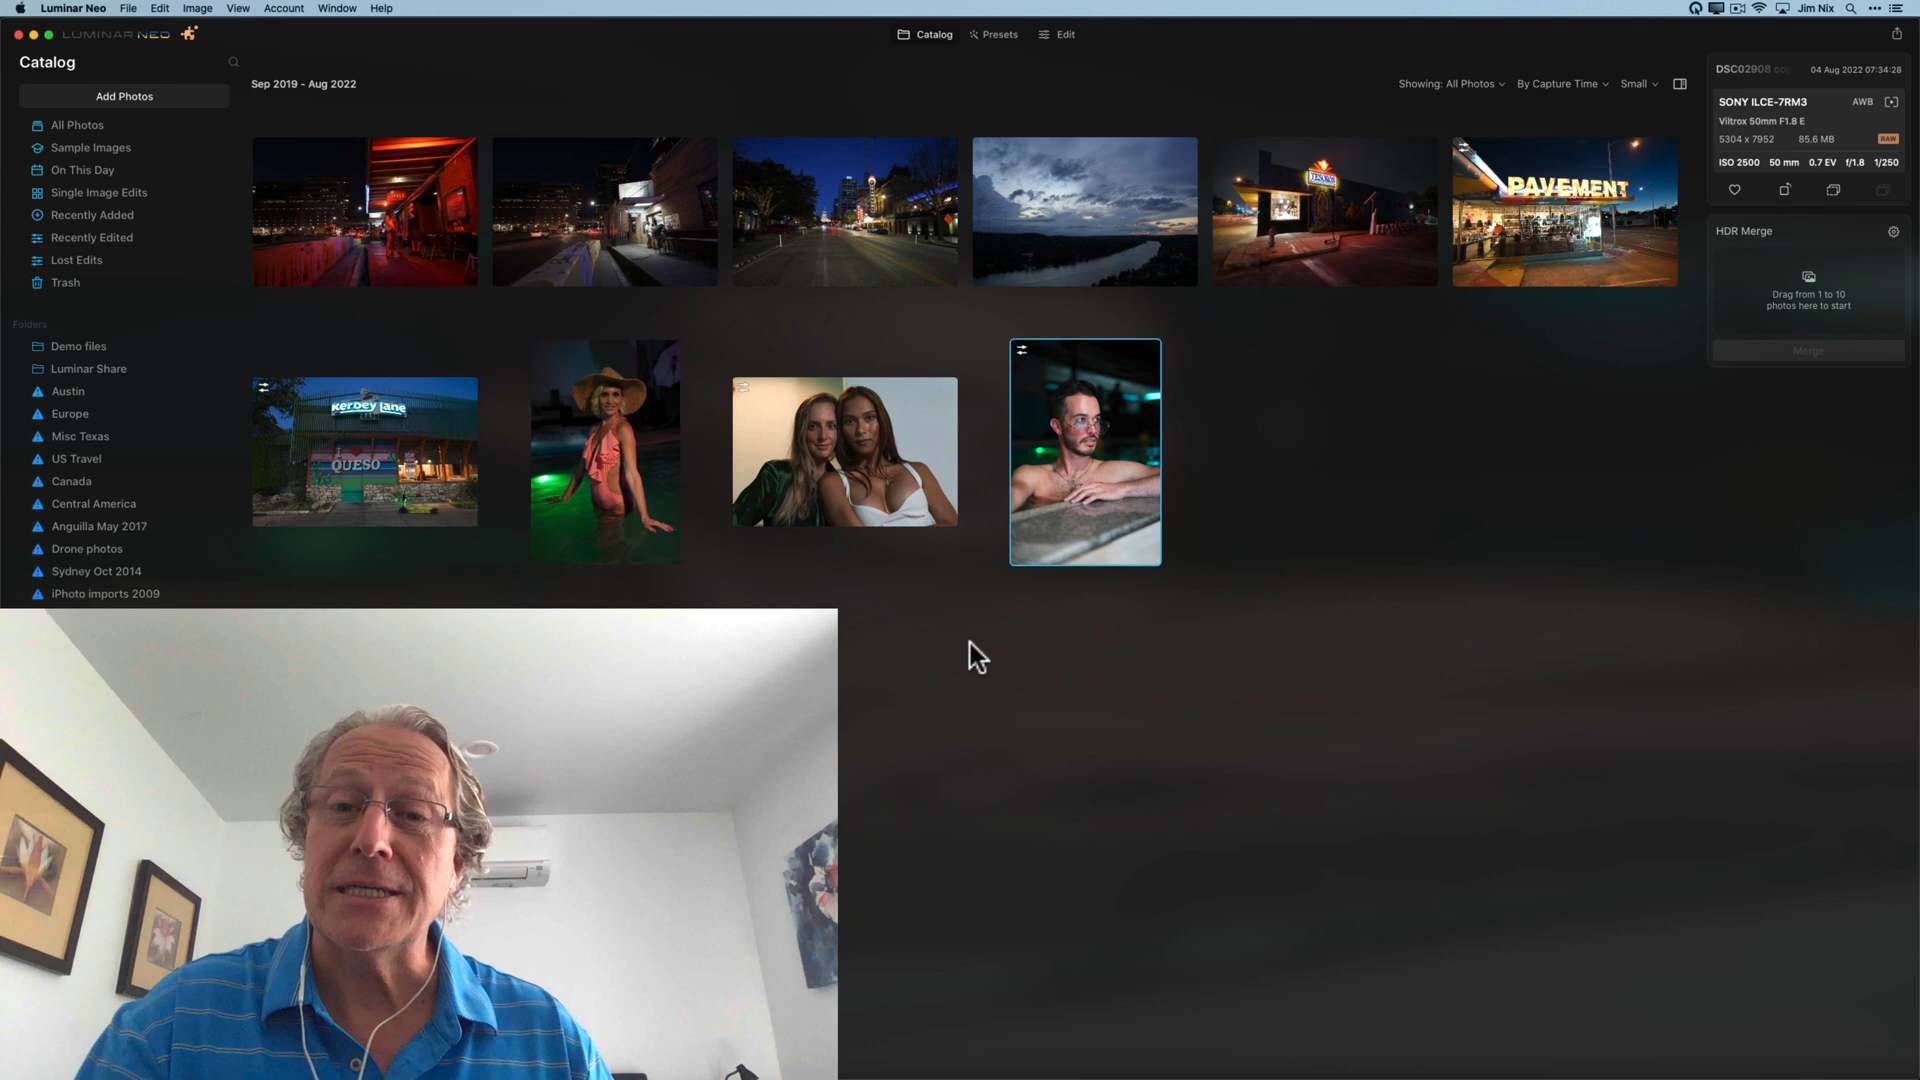 Luminar Neo File Edit Image View Account Window Help Jim Nix
LUMINAR NEO Catalog Presets Edit
Catalog
Add Photos
All Photos
Sample Images
On This Day
Single Image Edits
Recently Added
Recently Edited
Lost Edits
Trash
Folders
Demo files
Luminar Share
Austin
Europe
Misc Texas
US Travel
Canada
Central America
Anguilla May 2017
Drone photos
Sydney Oct 2014
iPhoto imports 2009
Sep 2019 - Aug 2022
Showing: All Photos By Capture Time Small
PAVEMENT
Kerbey Lane
I
QUESO
DSC02908 04 Aug 2022 07:34:28
SONY ILCE-7RM3 AWB
Viltrox 50mm F1.8 E
5304 x 7952 85.6 MB RAW
ISO 2500 50 mm 0.7 EV f/1.8 1/250
HDR Merge
Drag from 1 to 10
photos here to start
Merge